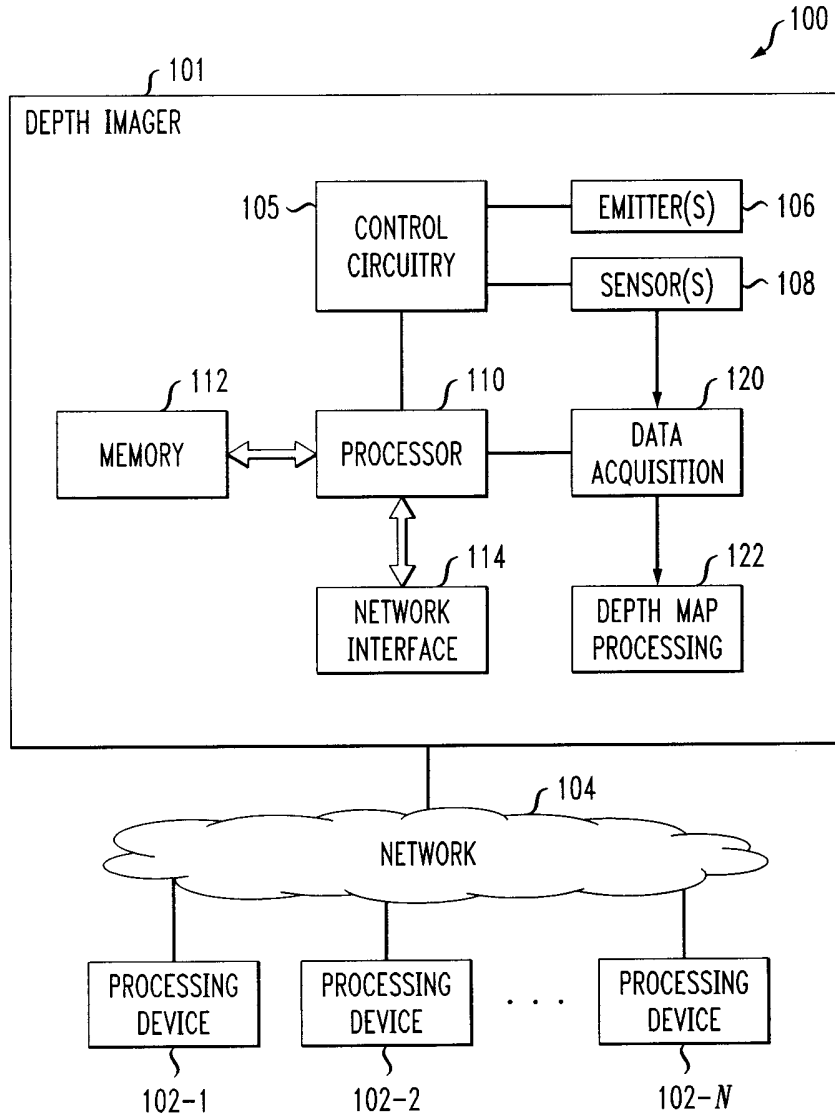 100
101
DEPTH IMAGER
105
CONTROL
CIRCUITRY
EMITTER(S)
106
SENSOR(S)
108
112
MEMORY
110
PROCESSOR
120
DATA
ACQUISITION
114
NETWORK
INTERFACE
122
DEPTH MAP
PROCESSING
104
NETWORK
PROCESSING
DEVICE
102-1
PROCESSING
DEVICE
102-2
. . .
PROCESSING
DEVICE
102-N